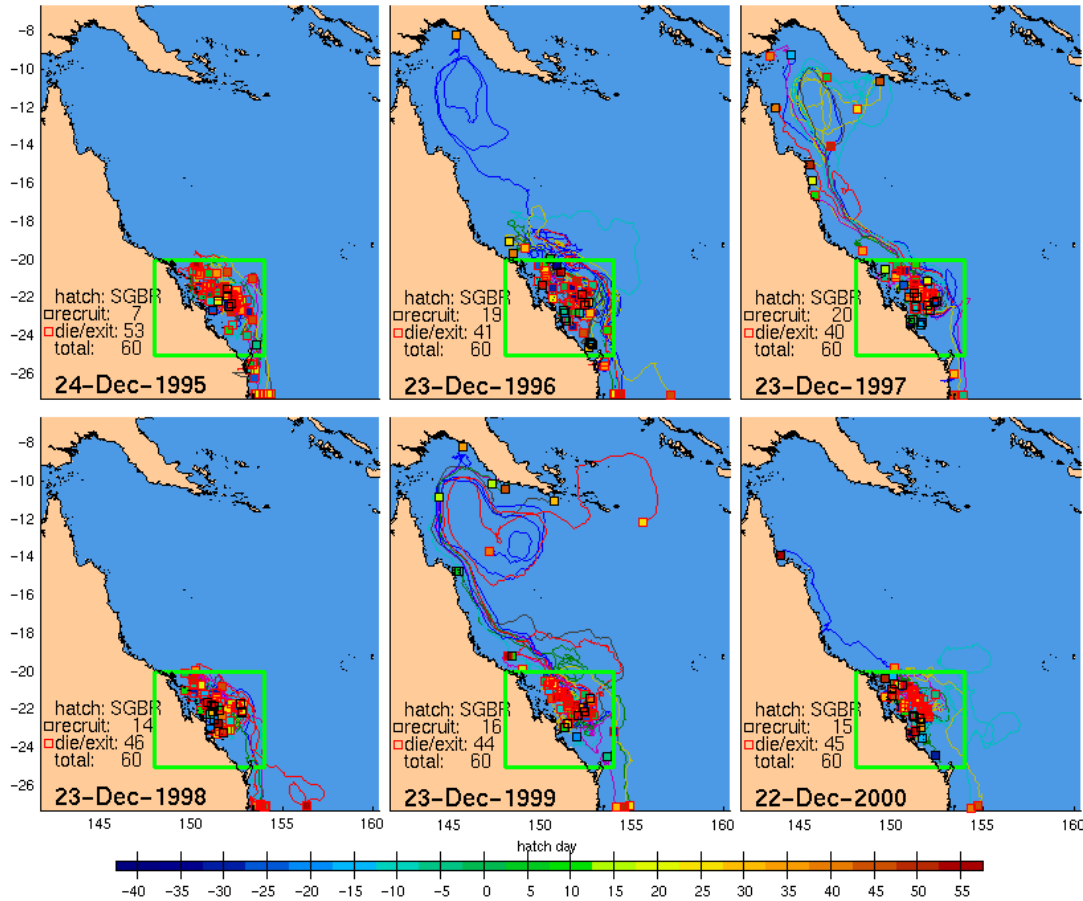 −8
−10
−12
−14
−16
−18
−20
−22
−24
−26
hatch: SGBR
recruit: 7
die/exit: 53
total: 60
24-Dec-1995
hatch: SGBR
recruit: 19
die/exit: 41
total: 60
23-Dec-1996
hatch: SGBR
recruit: 20
die/exit: 40
total: 60
23-Dec-1997
−8
−10
−12
−14
−16
−18
−20
−22
−24
−26
hatch: SGBR
recruit: 14
die/exit: 46
total: 60
23-Dec-1998
hatch: SGBR
recruit: 16
die/exit: 44
total: 60
23-Dec-1999
hatch: SGBR
recruit: 15
die/exit: 45
total: 60
22-Dec-2000
145 150 155 160 145 150 155 160 145 150 155 160
hatch day
−40 −35 −30 −25 −20 −15 −10 −5 0 5 10 15 20 25 30 35 40 45 50 55